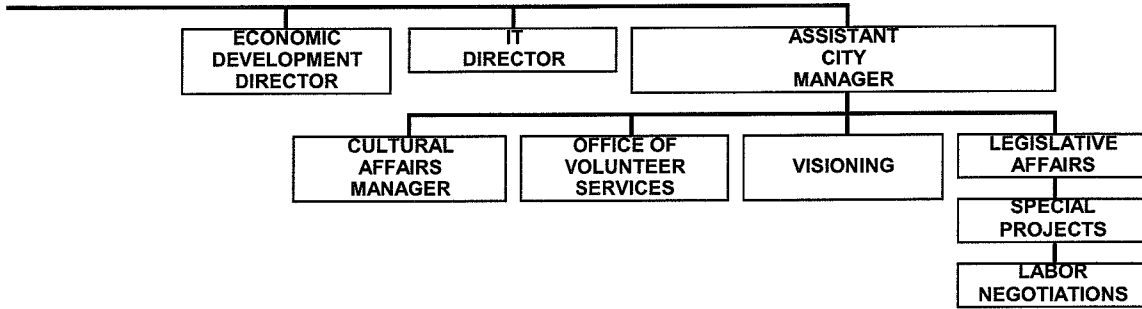 ECONOMIC
DEVELOPMENT
DIRECTOR
IT
DIRECTOR
ASSISTANT
CITY
MANAGER
CULTURAL
AFFAIRS
MANAGER
OFFICE OF
VOLUNTEER
SERVICES
VISIONING
LEGISLATIVE
AFFAIRS
SPECIAL
PROJECTS
LABOR
NEGOTIATIONS